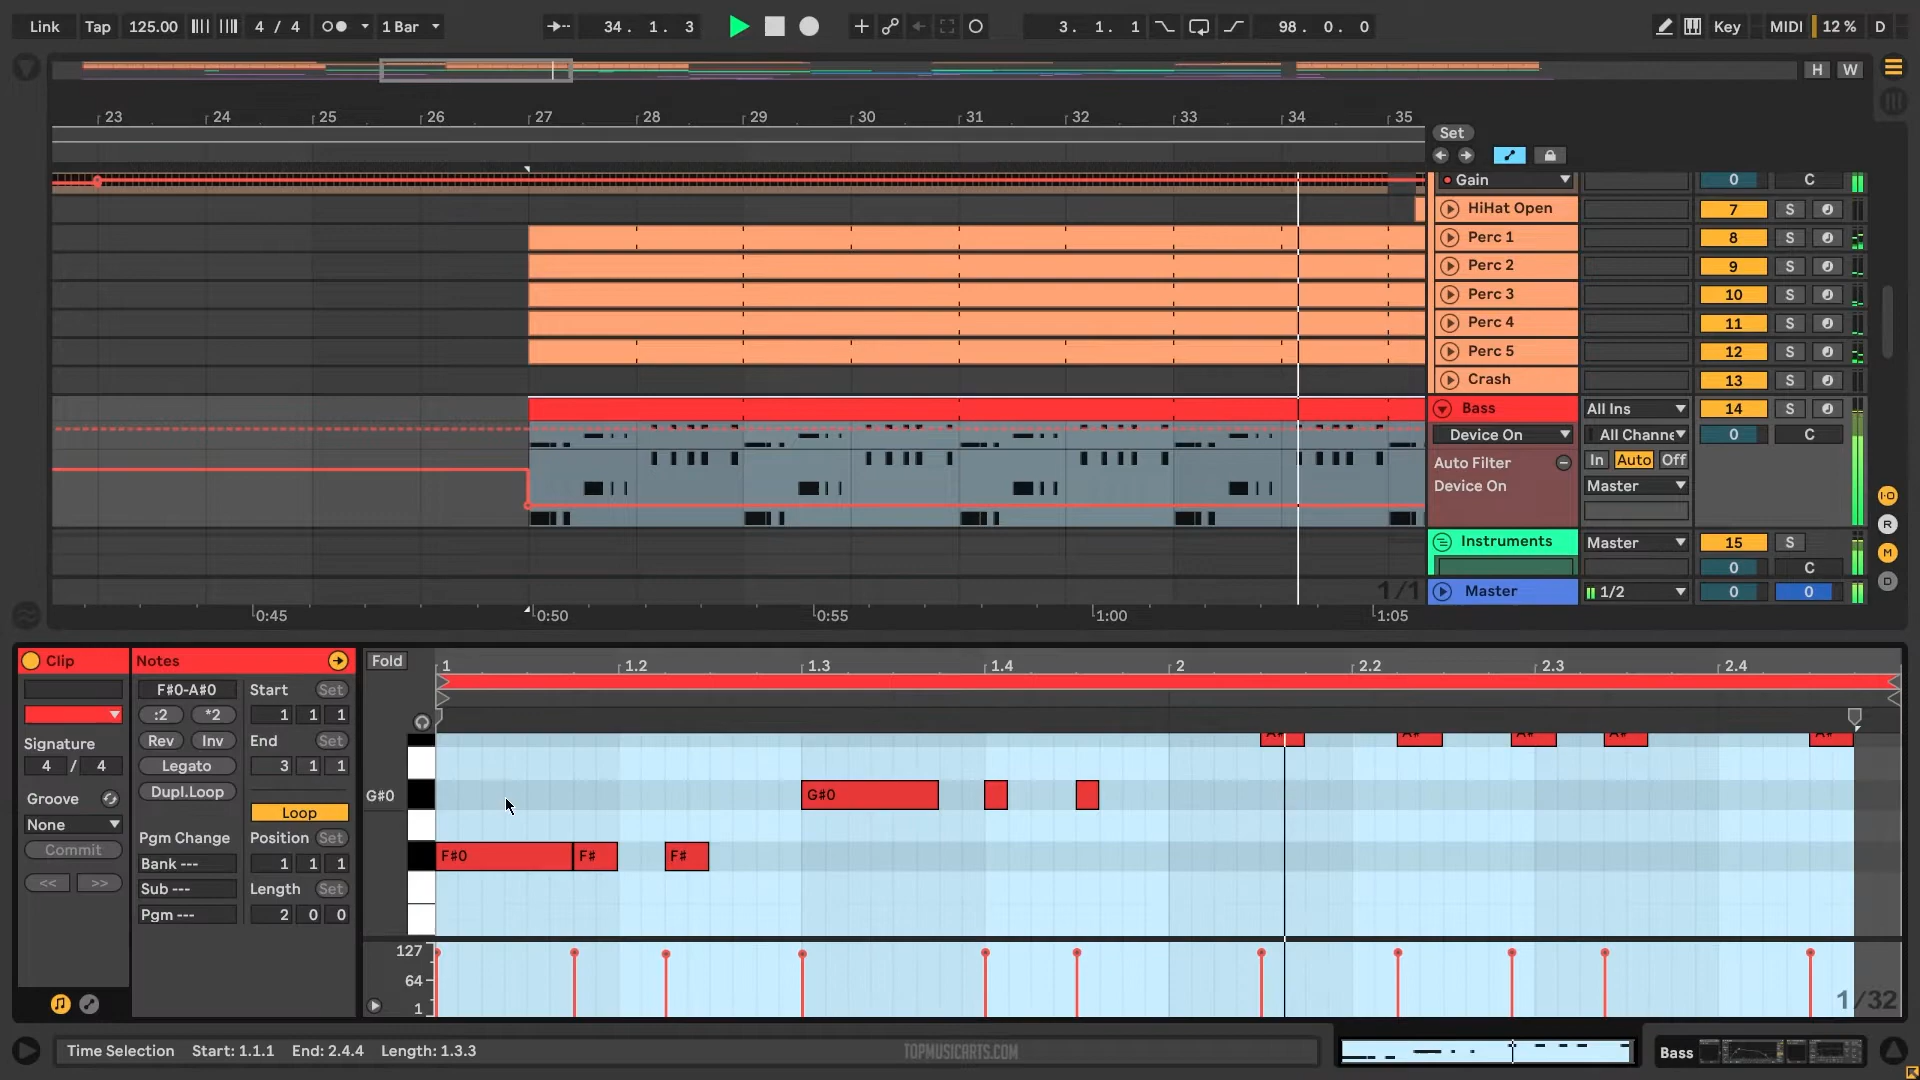 Link Tap 125.00 4 / 4 1 Bar 34. 1. 3 3. 1. 1 98. 0. 0 Key MIDI 12 % D
H W
23 24 25 26 27 28 29 30 31 32 33 34 35
Set
Gain 0 C
HiHat Open 7 S
Perc 1 8 S
Perc 2 9 S
Perc 3 10 S
Perc 4 11 S
Perc 5 12 S
Crash 13 S
Bass All Ins 14 S
Device On All Channe 0 C
Auto Filter In Auto Off
Device On Master
Instruments Master 15 S
0 C
1/1 Master 1/2 0 0
0:45 0:50 0:55 1:00 1:05
I·O
R
M
D
Clip Notes Fold 1 1.2 1.3 1.4 2 2.2 2.3 2.4
F#0-A#0 Start Set
:2 *2 1 1 1
Rev Inv End Set
Signature
4 / 4 Legato 3 1 1
Dupl.Loop
Groove Loop
None
Pgm Change Position Set
Commit
Bank --- 1 1 1
<< >> Sub --- Length Set
Pgm --- 2 0 0
A# A# A# A# A#
G#0 G#0
F#0 F# F#
127
64
1
1/32
Time Selection Start: 1.1.1 End: 2.4.4 Length: 1.3.3 TOPMUSICARTS.COM Bass